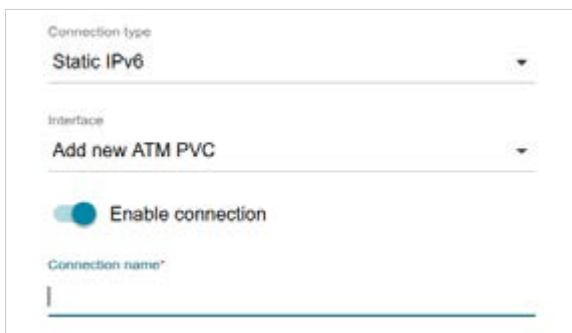 Connection type
Static IPv6
Interface
Add new ATM PVC
Enable connection
Connection name*